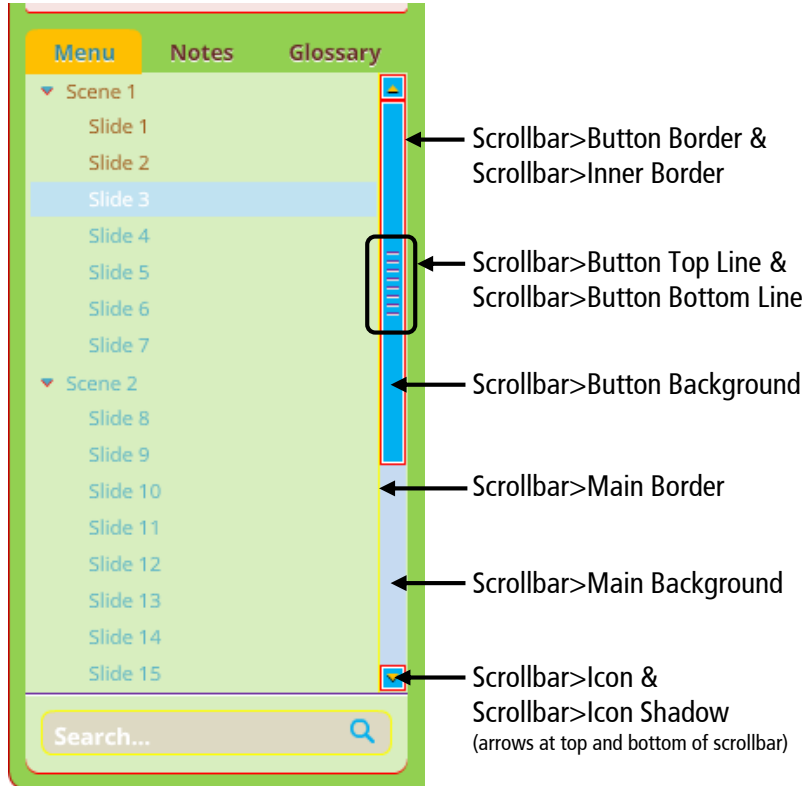 Menu Notes Glossary
Scene 1
Slide 1
Slide 2
Slide 3
Slide 4
Slide 5
Slide 6
Slide 7
Scene 2
Slide 8
Slide 9
Slide 10
Slide 11
Slide 12
Slide 13
Slide 14
Slide 15
Search...
Scrollbar>Button Border &
Scrollbar>Inner Border
Scrollbar>Button Top Line &
Scrollbar>Button Bottom Line
Scrollbar>Button Background
Scrollbar>Main Border
Scrollbar>Main Background
Scrollbar>Icon &
Scrollbar>Icon Shadow
(arrows at top and bottom of scrollbar)